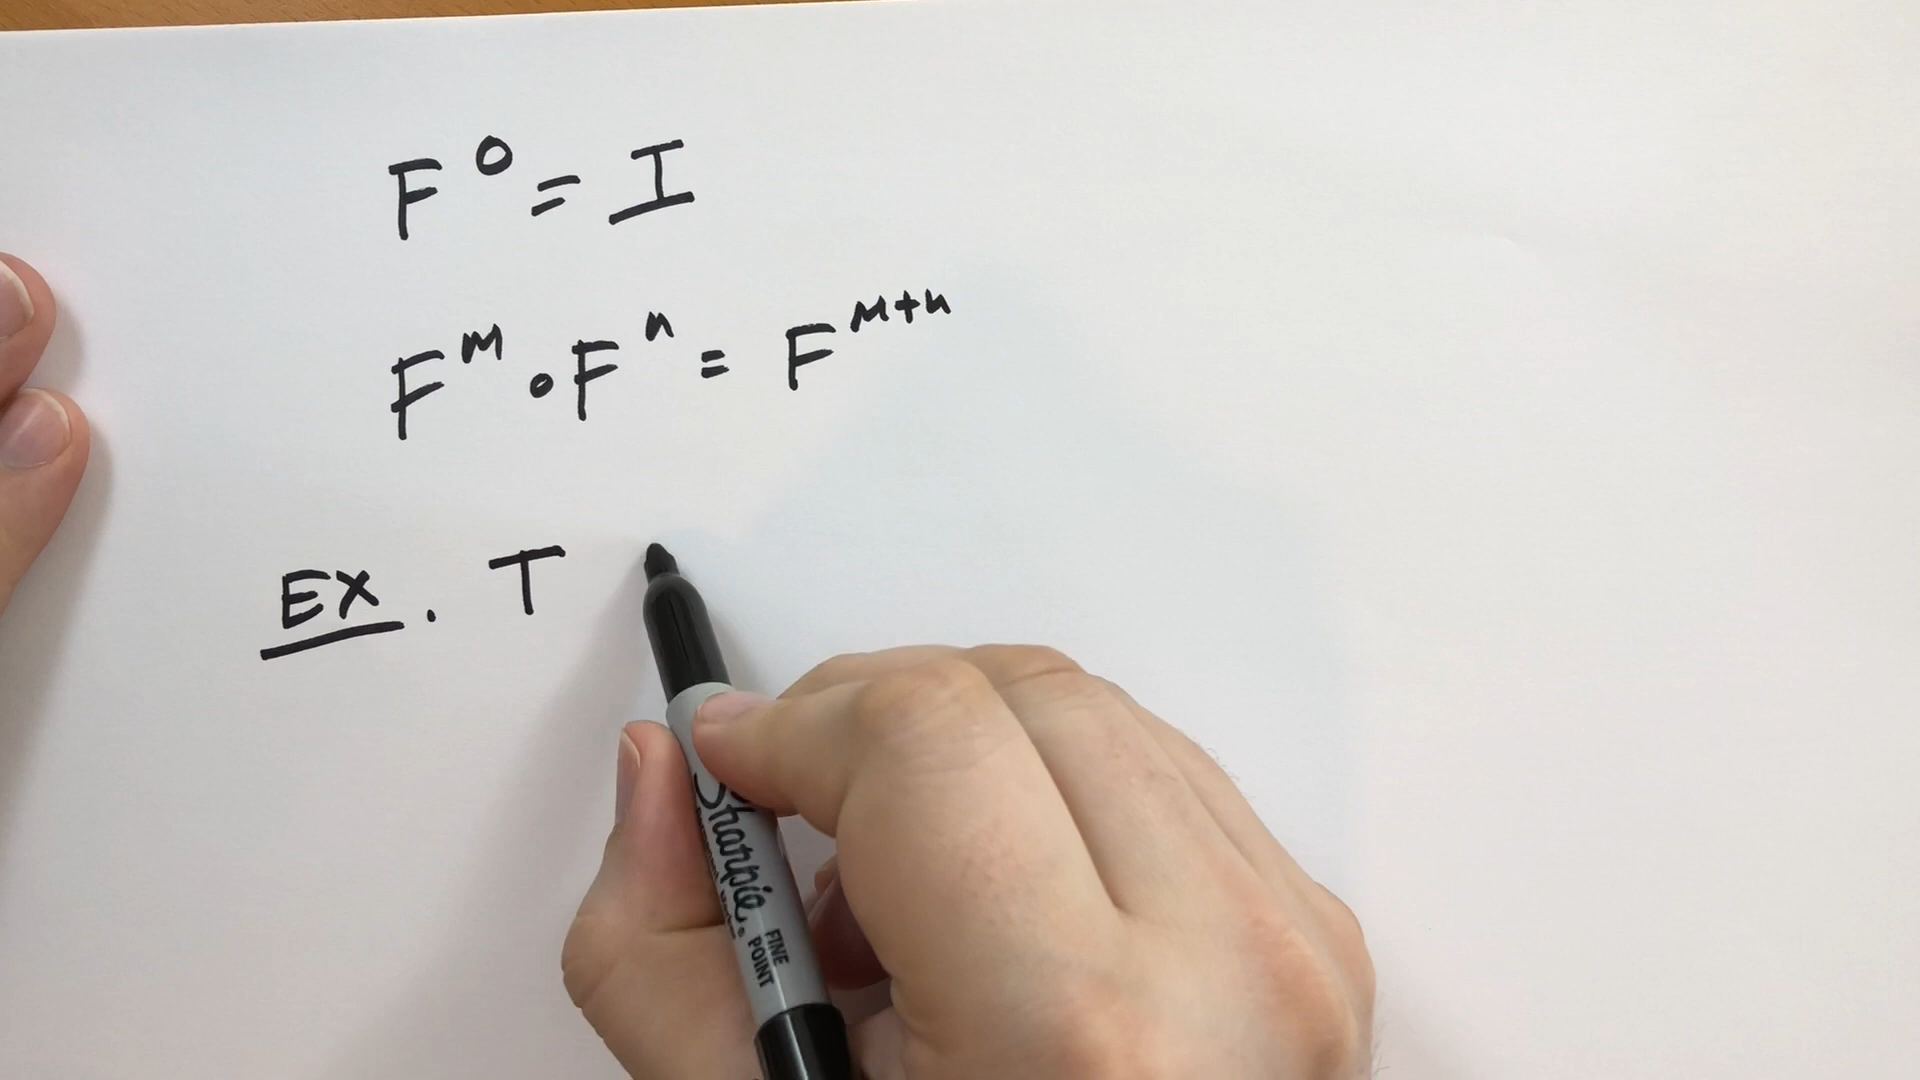 F⁰ = I
Fᵐ ∘ Fⁿ = Fᵐ⁺ⁿ
EX. T
Sharpie.
FINE
POINT